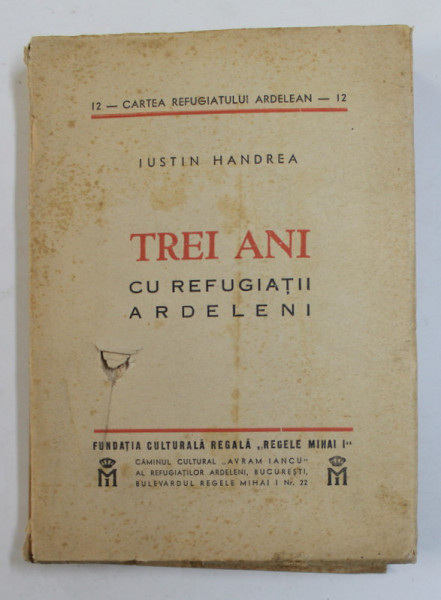 12 — CARTEA REFUGIATULUI ARDELEAN — 12
IUSTIN HANDREA
TREI ANI
CU REFUGIAȚII
ARDELENI
FUNDAȚIA CULTURALĂ REGALĂ „REGELE MIHAI I"
CĂMINUL CULTURAL „AVRAM IANCU"
AL REFUGIAȚILOR ARDELENI, BUCUREȘTI,
BULEVARDUL REGELE MIHAI I Nr. 22